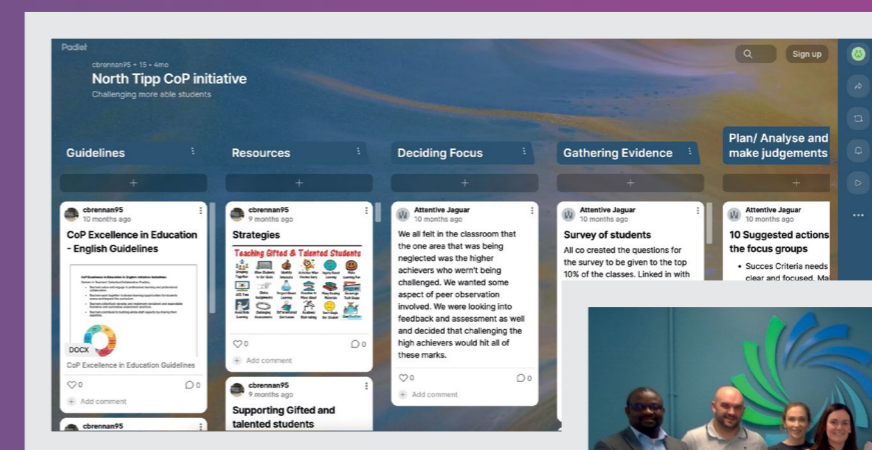 Padlet
cbrennan95 + 15 • 4mo
North Tipp CoP initiative
Challenging more able students
Sign up
Guidelines
cbrennan95
10 months ago
CoP Excellence in Education
- English Guidelines
DOCX
CoP Excellence in Education Guidelines
0
0
Add comment
cbrennan95
Resources
cbrennan95
9 months ago
Strategies
Teaching Gifted & Talented Students
0
0
Add comment
cbrennan95
9 months ago
Supporting Gifted and
talented students
Deciding Focus
Attentive Jaguar
10 months ago
We all felt in the classroom that
the one area that was being
neglected was the higher
achievers who wern't being
challenged. We wanted some
aspect of peer observation
involved. We were looking into
feedback and assessment as well
and decided that challenging the
high achievers would hit all of
these marks.
0
0
Add comment
Gathering Evidence
Attentive Jaguar
10 months ago
Survey of students
All co created the questions for
the survey to be given to the top
10% of the classes. Linked in with
Plan/ Analyse and
make judgements
Attentive Jaguar
10 months ago
10 Suggested actions
the focus groups
• Succes Criteria needs
clear and focused. Ma